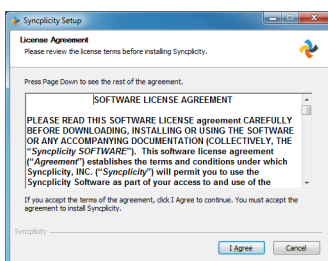 Syncplicity Setup
License Agreement
Please review the license terms before installing Syncplicity.
Press Page Down to see the rest of the agreement.
SOFTWARE LICENSE AGREEMENT
PLEASE READ THIS SOFTWARE LICENSE agreement CAREFULLY
BEFORE DOWNLOADING, INSTALLING OR USING THE SOFTWARE
OR ANY ACCOMPANYING DOCUMENTATION (COLLECTIVELY, THE
“Syncplicity SOFTWARE”). This software license agreement
(“Agreement”) establishes the terms and conditions under which
Syncplicity, INC. (“Syncplicity”) will permit you to use the
Syncplicity Software as part of your access to and use of the
If you accept the terms of the agreement, click I Agree to continue. You must accept the
agreement to install Syncplicity.
Syncplicity
I Agree
Cancel